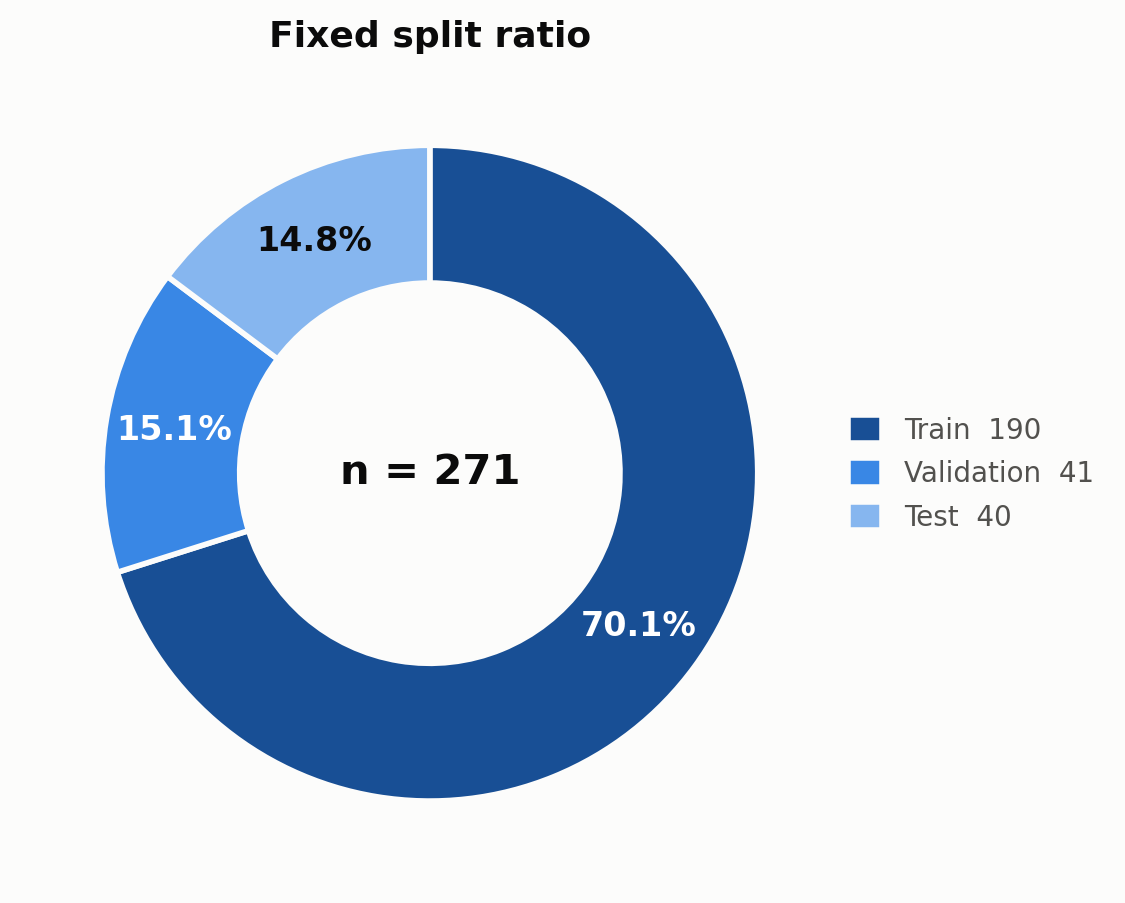 Fixed split ratio
14.8%
15.1%
n = 271
70.1%
Train  190
Validation  41
Test  40